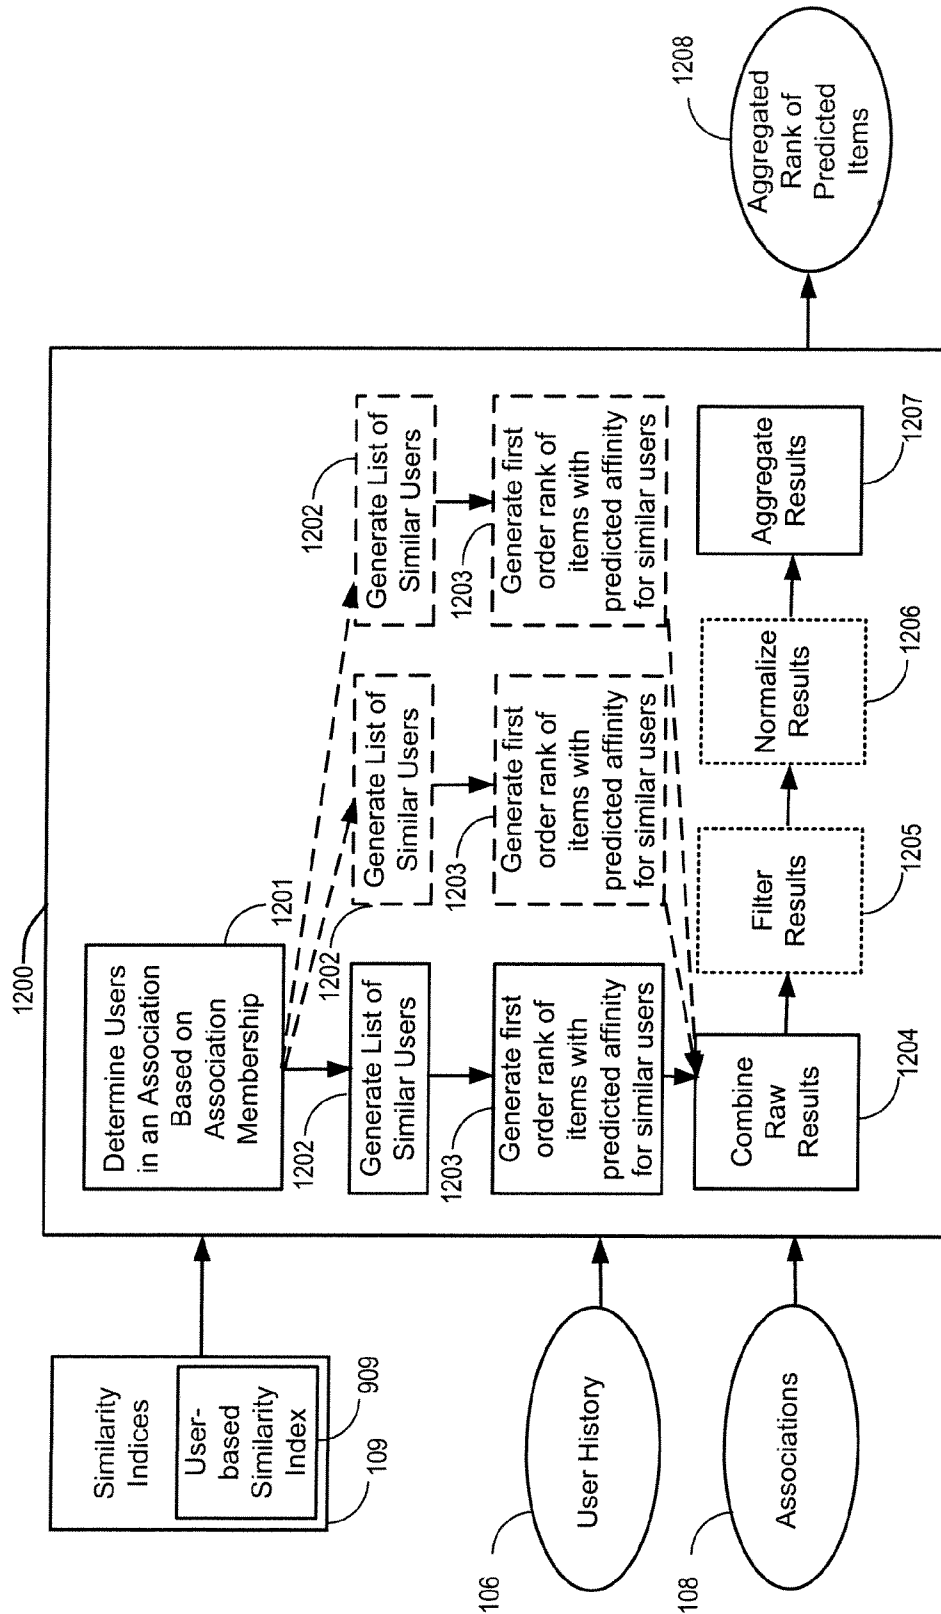 1200
Similarity
Indices
User-
based
Similarity
Index
909
109
106
User History
108
Associations
Determine Users
in an Association
Based on
Association
Membership
1201
1202
Generate List of
Similar Users
1202
Generate List of
Similar Users
1202
Generate List of
Similar Users
1203
Generate first
order rank of
items with
predicted affinity
for similar users
1203
Generate first
order rank of
items with
predicted affinity
for similar users
1203
Generate first
order rank of
items with
predicted affinity
for similar users
Combine
Raw
Results
1204
Filter
Results
1205
Normalize
Results
1206
Aggregate
Results
1207
1208
Aggregated
Rank of
Predicted
Items